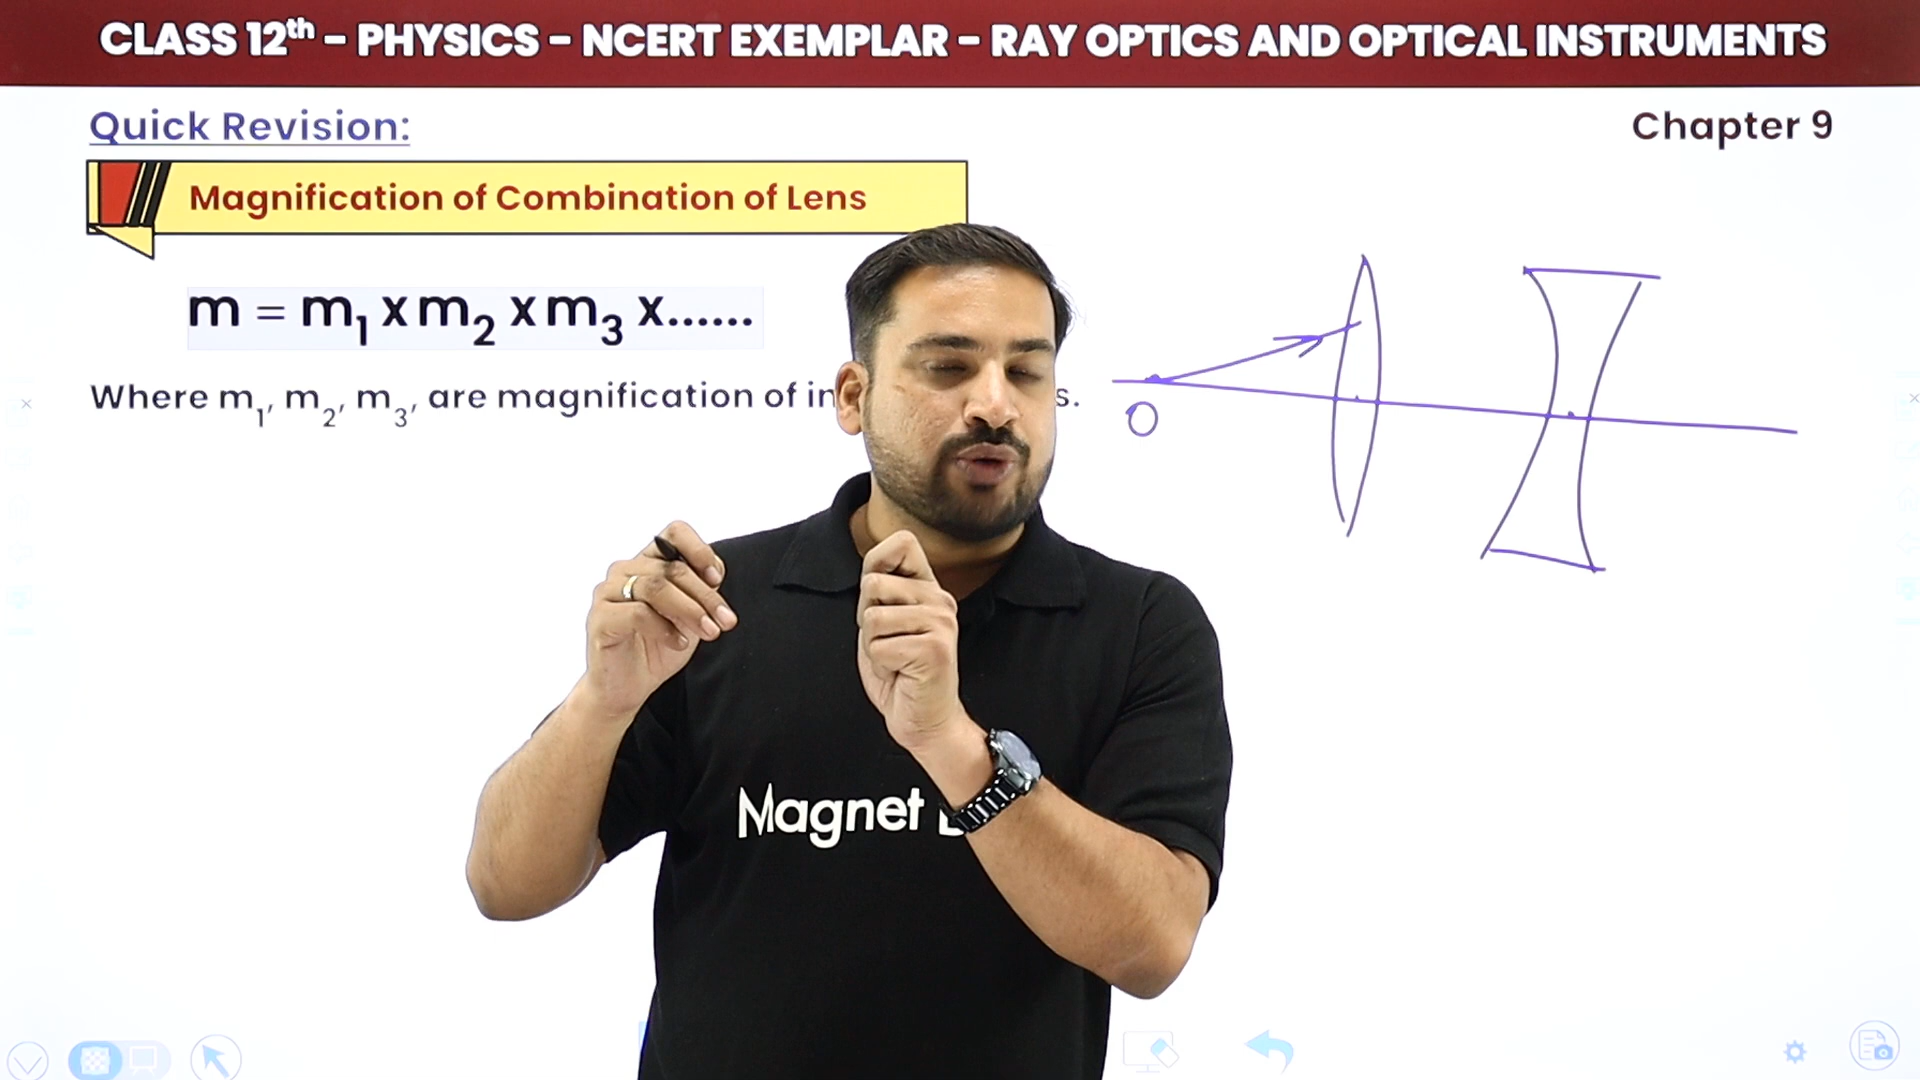 CLASS 12th - PHYSICS - NCERT EXEMPLAR - RAY OPTICS AND OPTICAL INSTRUMENTS
Quick Revision:
Chapter 9
Magnification of Combination of Lens
m = m1 x m2 x m3 x......
Where m1, m2, m3, are magnification of in s.
O
Magnet